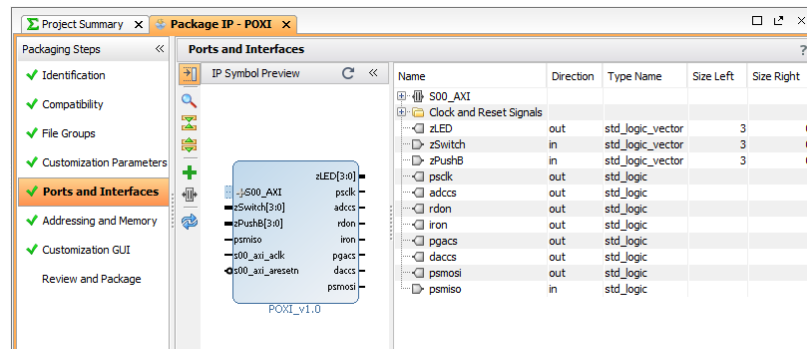 Project Summary
Package IP - POXI
Packaging Steps
Identification
Compatibility
File Groups
Customization Parameters
Ports and Interfaces
Addressing and Memory
Customization GUI
Review and Package
Ports and Interfaces
?
IP Symbol Preview
zLED[3:0]
S00_AXI psclk
zSwitch[3:0] adccs
zPushB[3:0] rdon
psmiso iron
s00_axi_aclk pgacs
s00_axi_aresetn daccs
psmosi
POXI_v1.0
Name Direction Type Name Size Left Size Right
S00_AXI
Clock and Reset Signals
zLED out std_logic_vector 3
zSwitch in std_logic_vector 3
zPushB in std_logic_vector 3
psclk out std_logic
adccs out std_logic
rdon out std_logic
iron out std_logic
pgacs out std_logic
daccs out std_logic
psmosi out std_logic
psmiso in std_logic